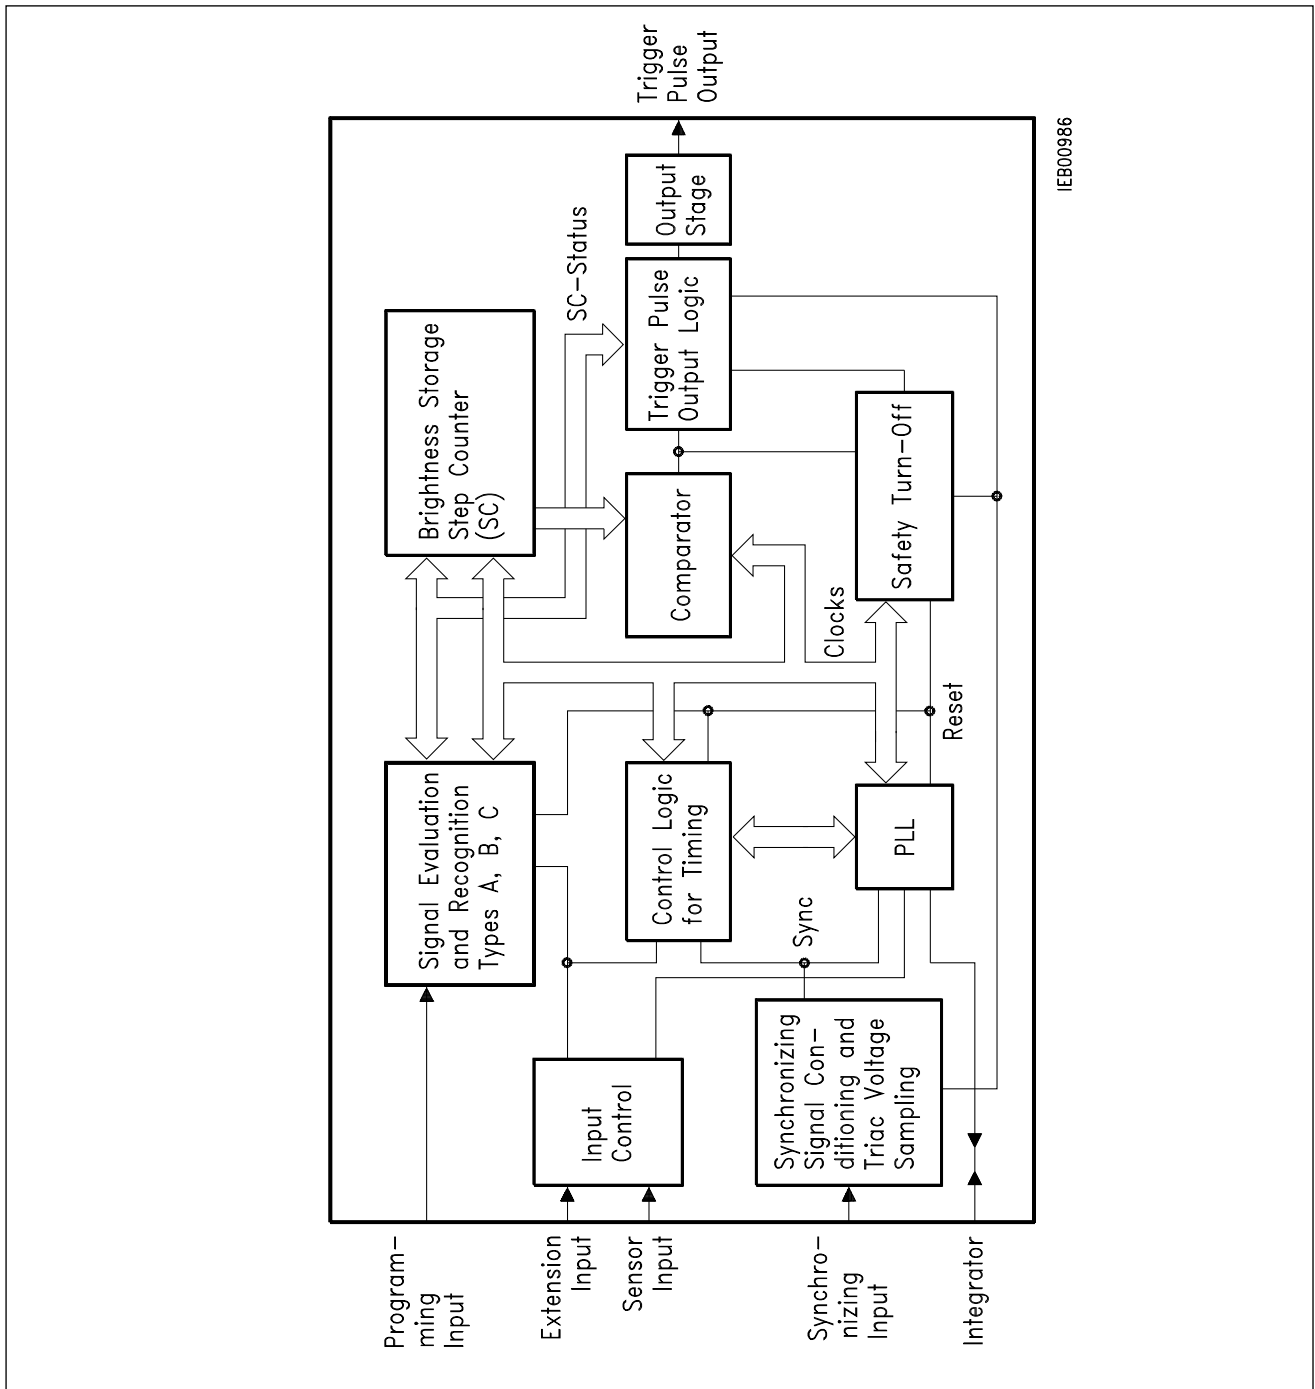 Program-
ming
Input
Extension
Input
Sensor
Input
Synchro-
nizing
Input
Integrator
Signal Evaluation
and Recognition
Types A, B, C
Brightness Storage
Step Counter
(SC)
SC-Status
Input
Control
Control Logic
for Timing
Comparator
Trigger Pulse
Output Logic
Output
Stage
Trigger
Pulse
Output
Synchronizing
Signal Con-
ditioning and
Triac Voltage
Sampling
Sync
PLL
Clocks
Reset
Safety Turn-Off
IEB00986